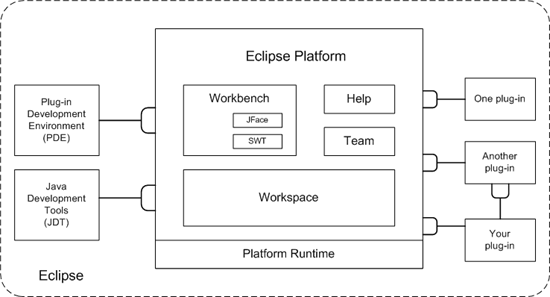 Eclipse Platform
Plug-in
Development
Environment
(PDE)
Workbench
JFace
SWT
Help
Team
One plug-in
Another
plug-in
Java
Development
Tools
(JDT)
Workspace
Your
plug-in
Platform Runtime
Eclipse